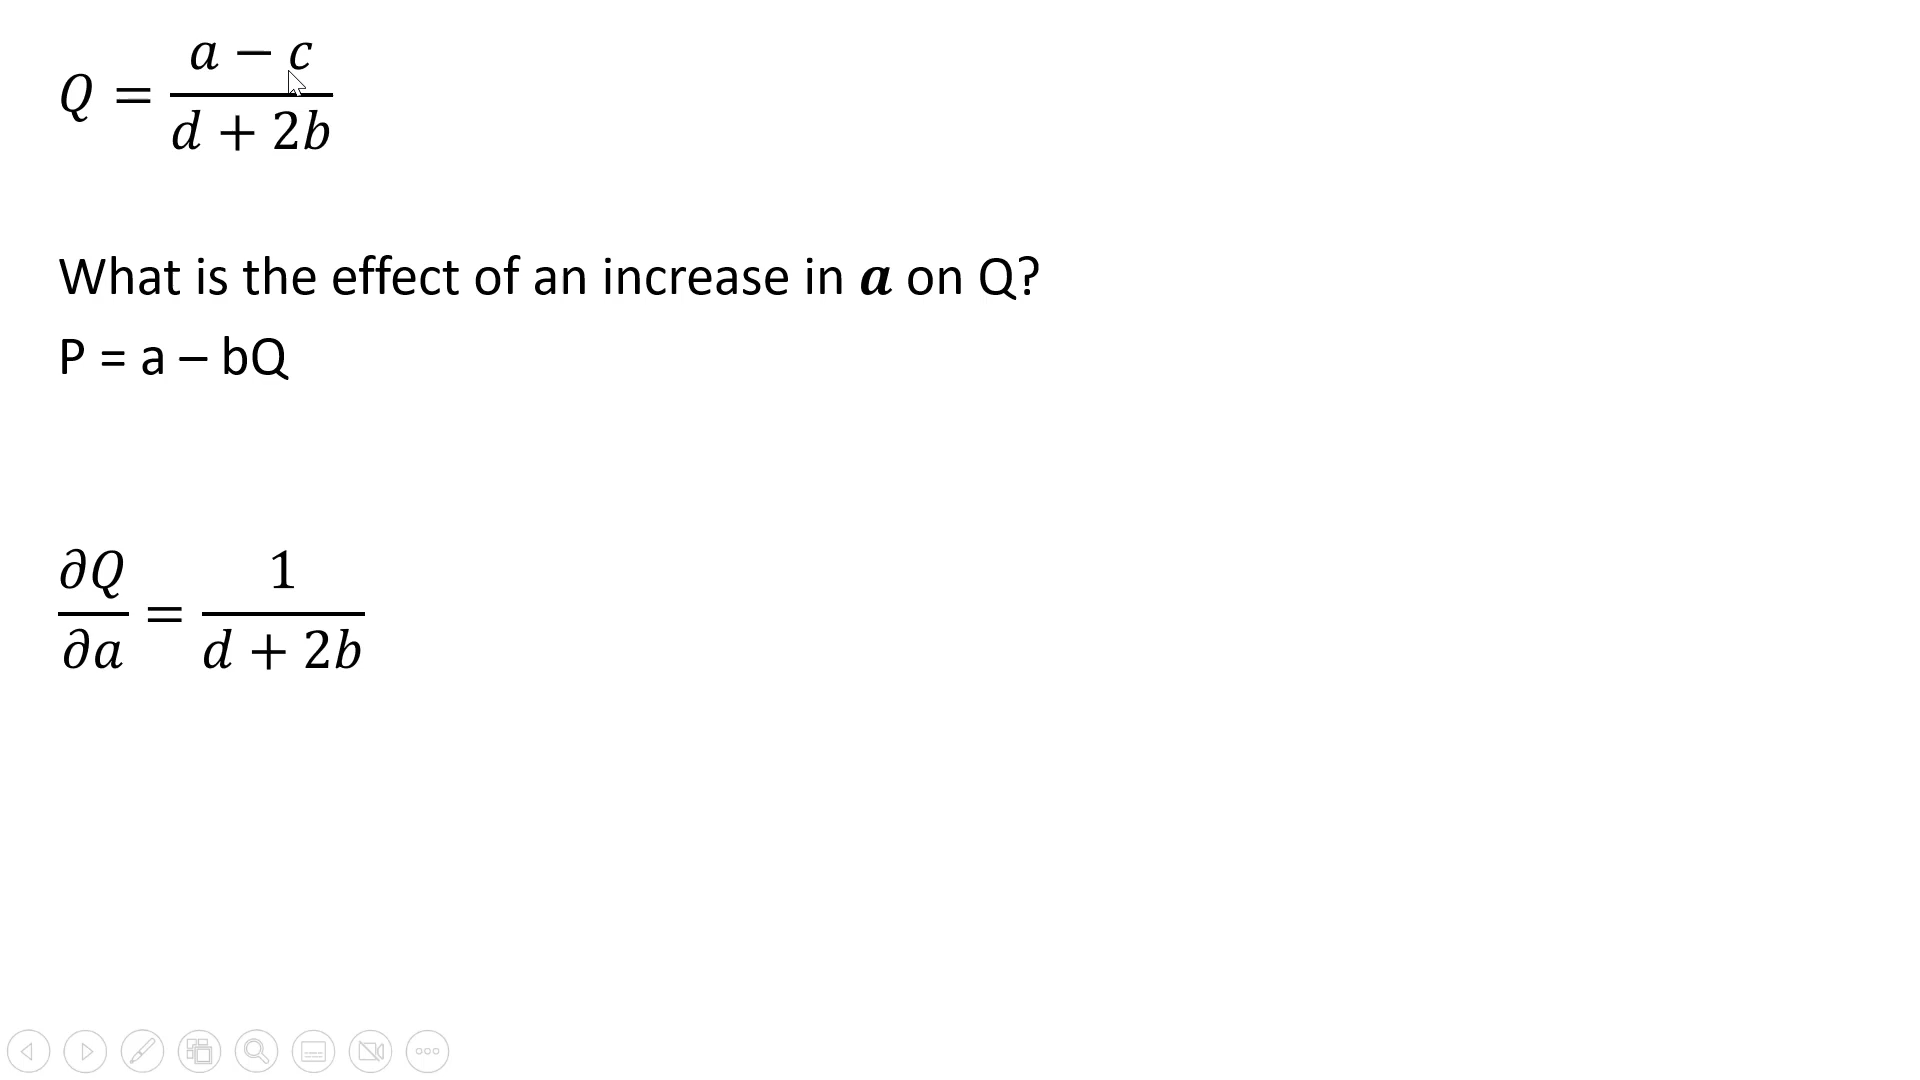 Q = (a − c) / (d + 2b)
What is the effect of an increase in a on Q?
P = a – bQ
∂Q/∂a = 1 / (d + 2b)